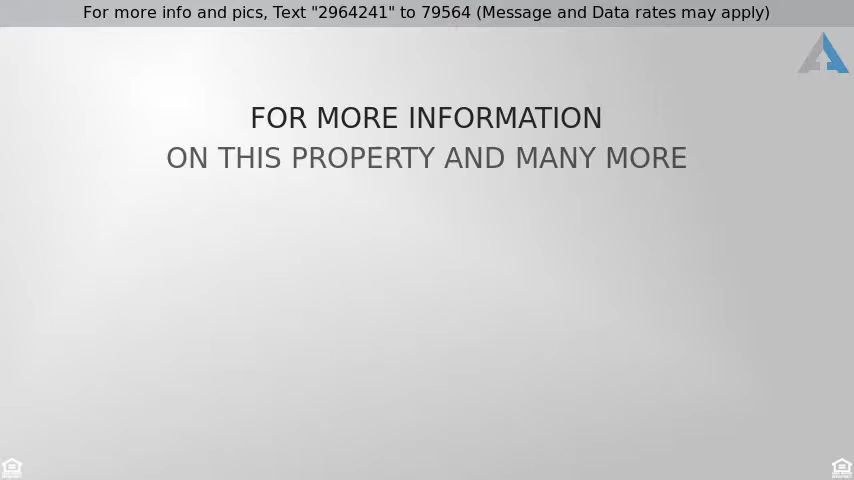 For more info and pics, Text "2964241" to 79564 (Message and Data rates may apply)
FOR MORE INFORMATION
ON THIS PROPERTY AND MANY MORE